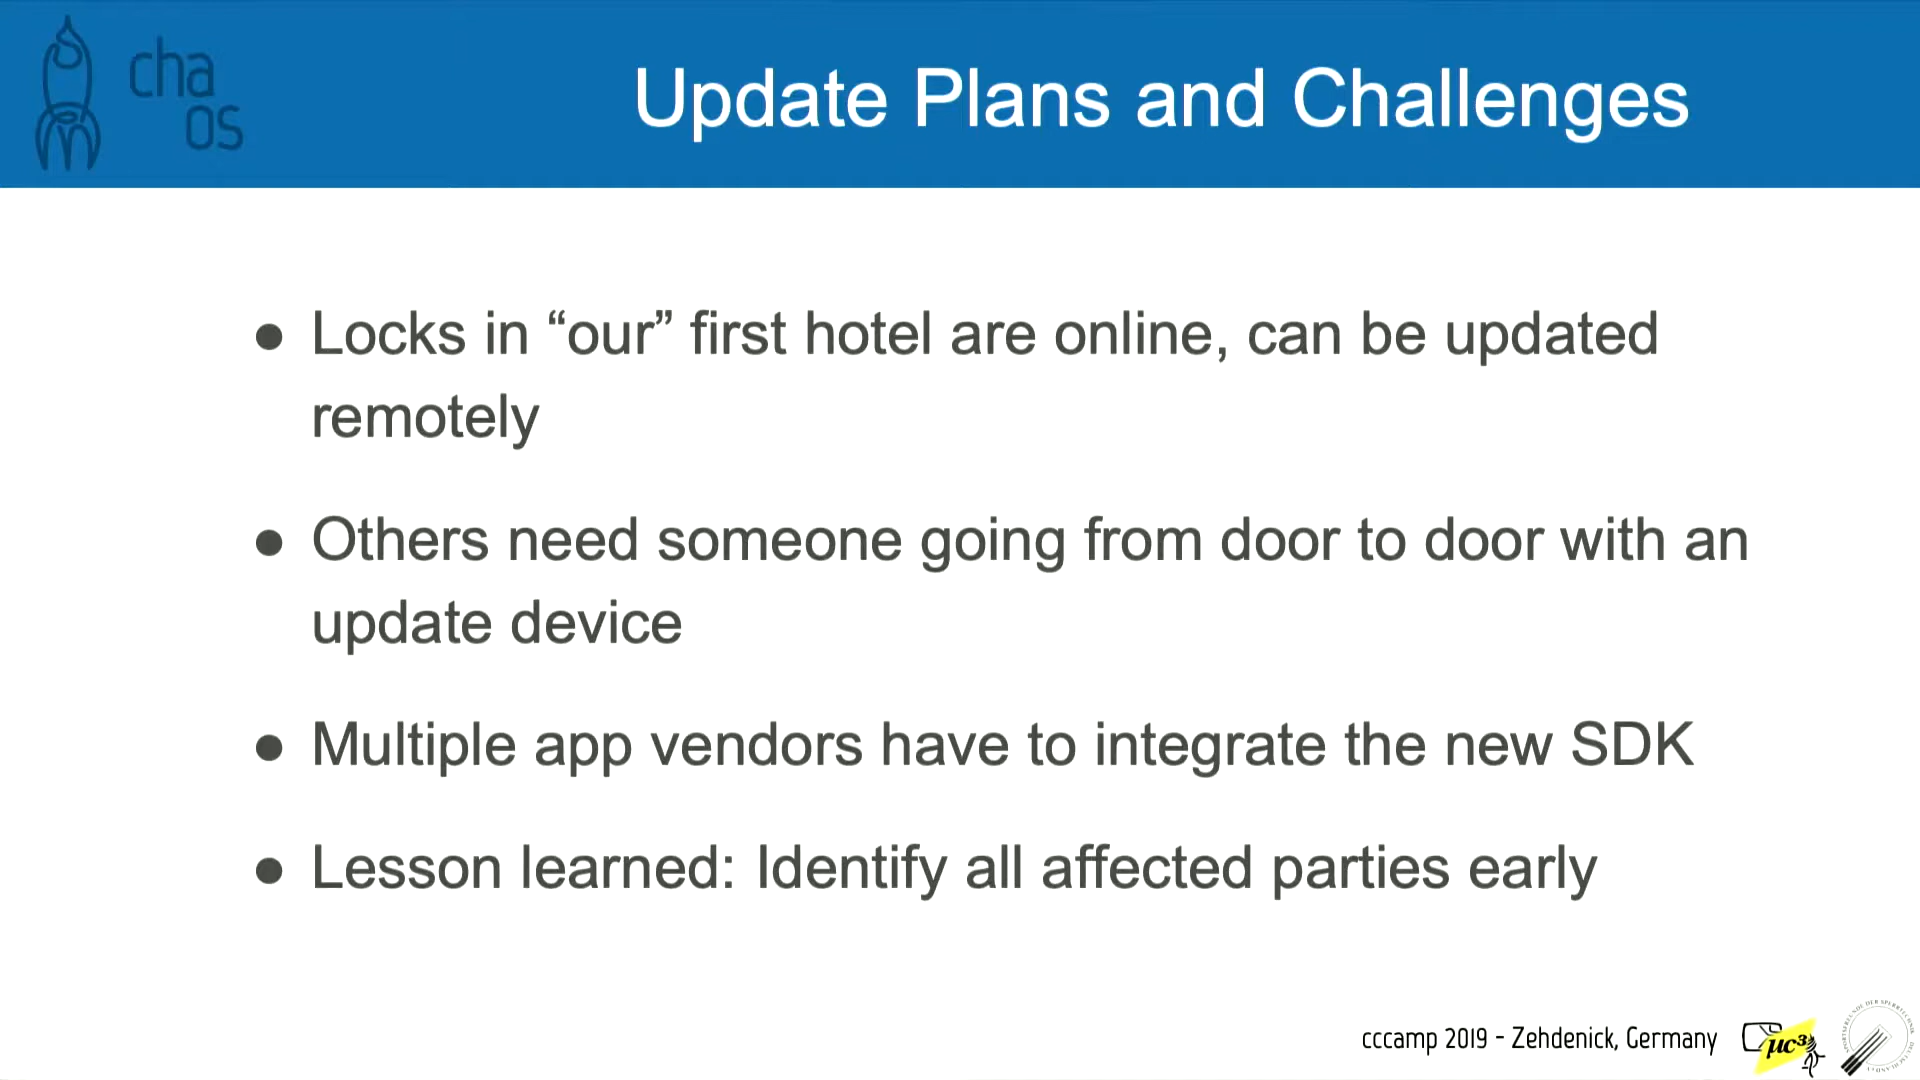 cha
os
Update Plans and Challenges
● Locks in “our” first hotel are online, can be updated
remotely
● Others need someone going from door to door with an
update device
● Multiple app vendors have to integrate the new SDK
● Lesson learned: Identify all affected parties early
cccamp 2019 - Zehdenick, Germany
µc³